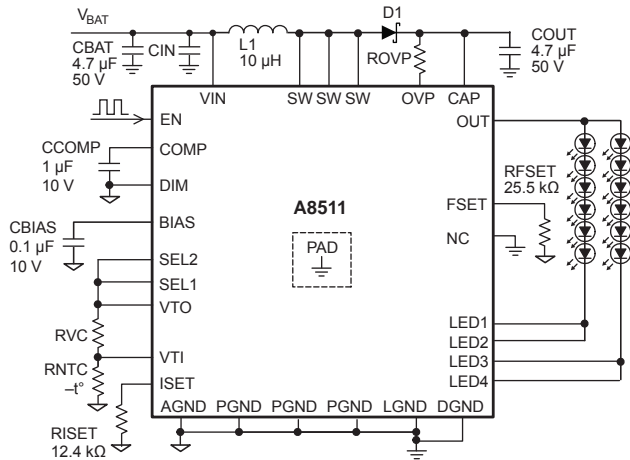 D1
VBAT
CBAT
4.7 µF
50 V
CIN
L1
10 µH
ROVP
COUT
4.7 µF
50 V
VIN
SW
SW
SW
OVP
CAP
EN
OUT
CCOMP
1 µF
10 V
COMP
DIM
RFSET
25.5 kΩ
A8511
FSET
CBIAS
0.1 µF
10 V
BIAS
PAD
NC
SEL2
SEL1
VTO
RVC
LED1
LED2
RNTC
–t°
VTI
LED3
ISET
LED4
AGND
PGND
PGND
PGND
LGND
DGND
RISET
12.4 kΩ